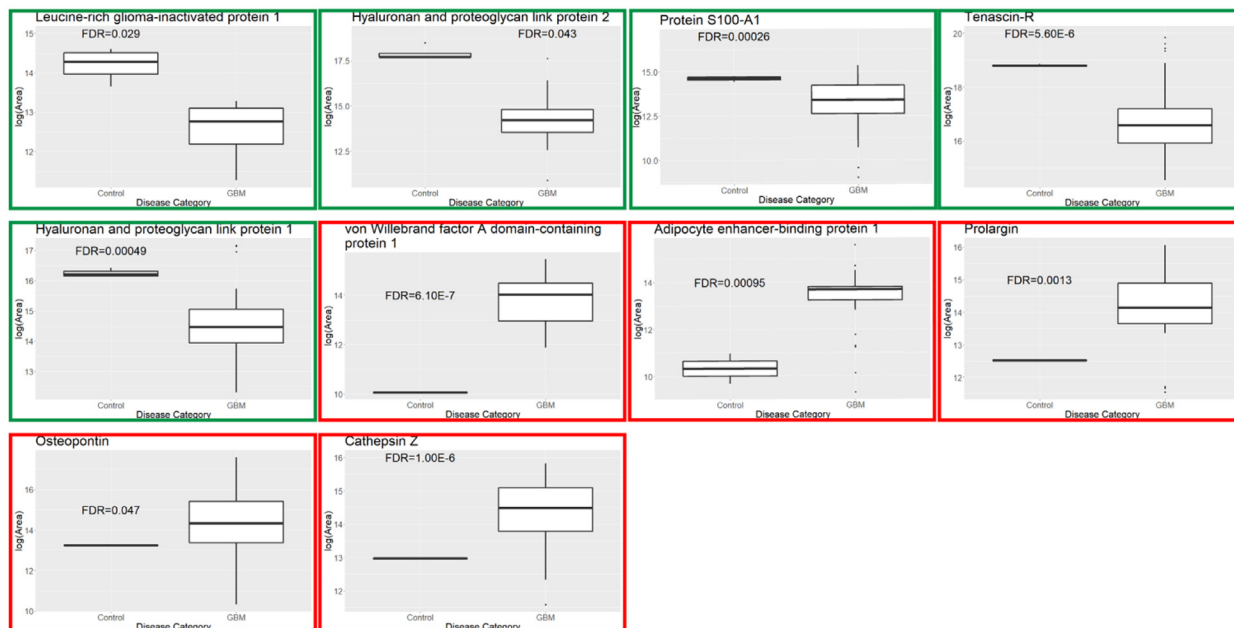 Leucine-rich glioma-inactivated protein 1
FDR=0.029
15
14
13
12
log(Area)
Control
GBM
Disease Category
Hyaluronan and proteoglycan link protein 2
FDR=0.043
17.5
15.0
12.5
log(Area)
Control
GBM
Disease Category
Protein S100-A1
FDR=0.00026
15.0
12.5
10.0
log(Area)
Control
GBM
Disease Category
Tenascin-R
FDR=5.60E-6
20
18
16
log(Area)
Control
GBM
Disease Category
Hyaluronan and proteoglycan link protein 1
FDR=0.00049
17
16
15
14
13
log(Area)
Control
GBM
Disease Category
von Willebrand factor A domain-containing
protein 1
FDR=6.10E-7
14
12
10
log(Area)
Control
GBM
Disease Category
Adipocyte enhancer-binding protein 1
FDR=0.00095
14
12
10
log(Area)
Control
GBM
Disease Category
Prolargin
FDR=0.0013
16
15
14
13
12
log(Area)
Control
GBM
Disease Category
Osteopontin
FDR=0.047
16
14
12
10
log(Area)
Control
GBM
Disease Category
Cathepsin Z
FDR=1.00E-6
16
15
14
13
12
log(Area)
Control
GBM
Disease Category